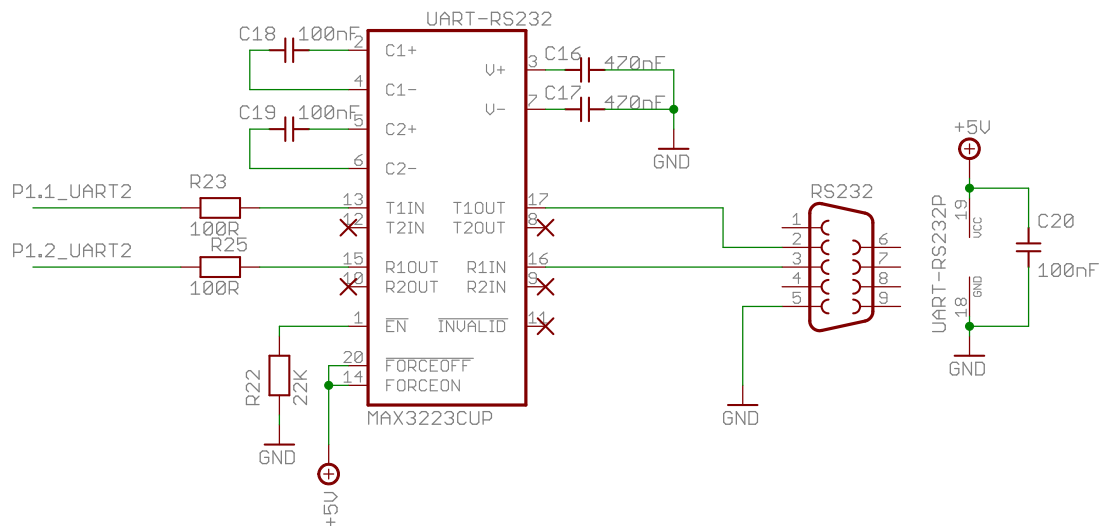 UART-RS232
C18 100nF
2 C1+
4 C1-
C19 100nF
5 C2+
6 C2-
V+ 3
C16 470nF
V- 7
C17 470nF
GND
P1.1_UART2
R23
100R
13 T1IN
12 T2IN
T1OUT 17
T2OUT 8
P1.2_UART2
R25
100R
15 R1OUT
10 R2OUT
R1IN 16
R2IN 9
1 EN
INVALID 11
20 FORCEOFF
14 FORCEON
R22
22K
GND
+5V
MAX3223CUP
RS232
1
2
3
4
5
6
7
8
9
GND
+5V
UART-RS232P
19
VCC
18
GND
C20
100nF
GND